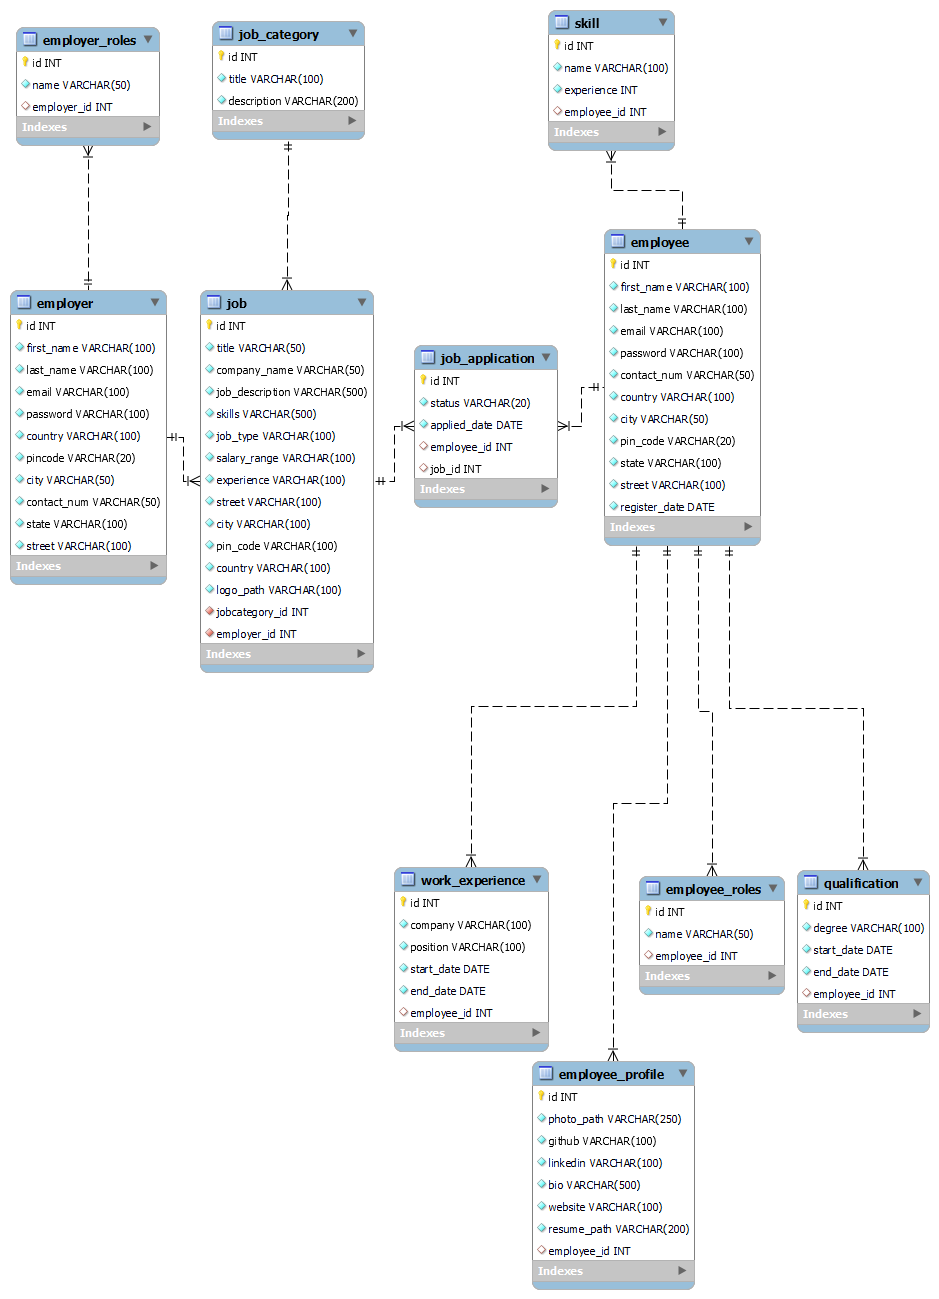 employer_roles
id INT
name VARCHAR(50)
employer_id INT
Indexes
job_category
id INT
title VARCHAR(100)
description VARCHAR(200)
Indexes
skill
id INT
name VARCHAR(100)
experience INT
employee_id INT
Indexes
employee
id INT
first_name VARCHAR(100)
last_name VARCHAR(100)
email VARCHAR(100)
password VARCHAR(100)
contact_num VARCHAR(50)
country VARCHAR(100)
city VARCHAR(50)
pin_code VARCHAR(20)
state VARCHAR(100)
street VARCHAR(100)
register_date DATE
Indexes
employer
id INT
first_name VARCHAR(100)
last_name VARCHAR(100)
email VARCHAR(100)
password VARCHAR(100)
country VARCHAR(100)
pincode VARCHAR(20)
city VARCHAR(50)
contact_num VARCHAR(50)
state VARCHAR(100)
street VARCHAR(100)
Indexes
job
id INT
title VARCHAR(50)
company_name VARCHAR(50)
job_description VARCHAR(500)
skills VARCHAR(500)
job_type VARCHAR(100)
salary_range VARCHAR(100)
experience VARCHAR(100)
street VARCHAR(100)
city VARCHAR(100)
pin_code VARCHAR(100)
country VARCHAR(100)
logo_path VARCHAR(100)
jobcategory_id INT
employer_id INT
Indexes
job_application
id INT
status VARCHAR(20)
applied_date DATE
employee_id INT
job_id INT
Indexes
work_experience
id INT
company VARCHAR(100)
position VARCHAR(100)
start_date DATE
end_date DATE
employee_id INT
Indexes
employee_roles
id INT
name VARCHAR(50)
employee_id INT
Indexes
qualification
id INT
degree VARCHAR(100)
start_date DATE
end_date DATE
employee_id INT
Indexes
employee_profile
id INT
photo_path VARCHAR(250)
github VARCHAR(100)
linkedin VARCHAR(100)
bio VARCHAR(500)
website VARCHAR(100)
resume_path VARCHAR(200)
employee_id INT
Indexes